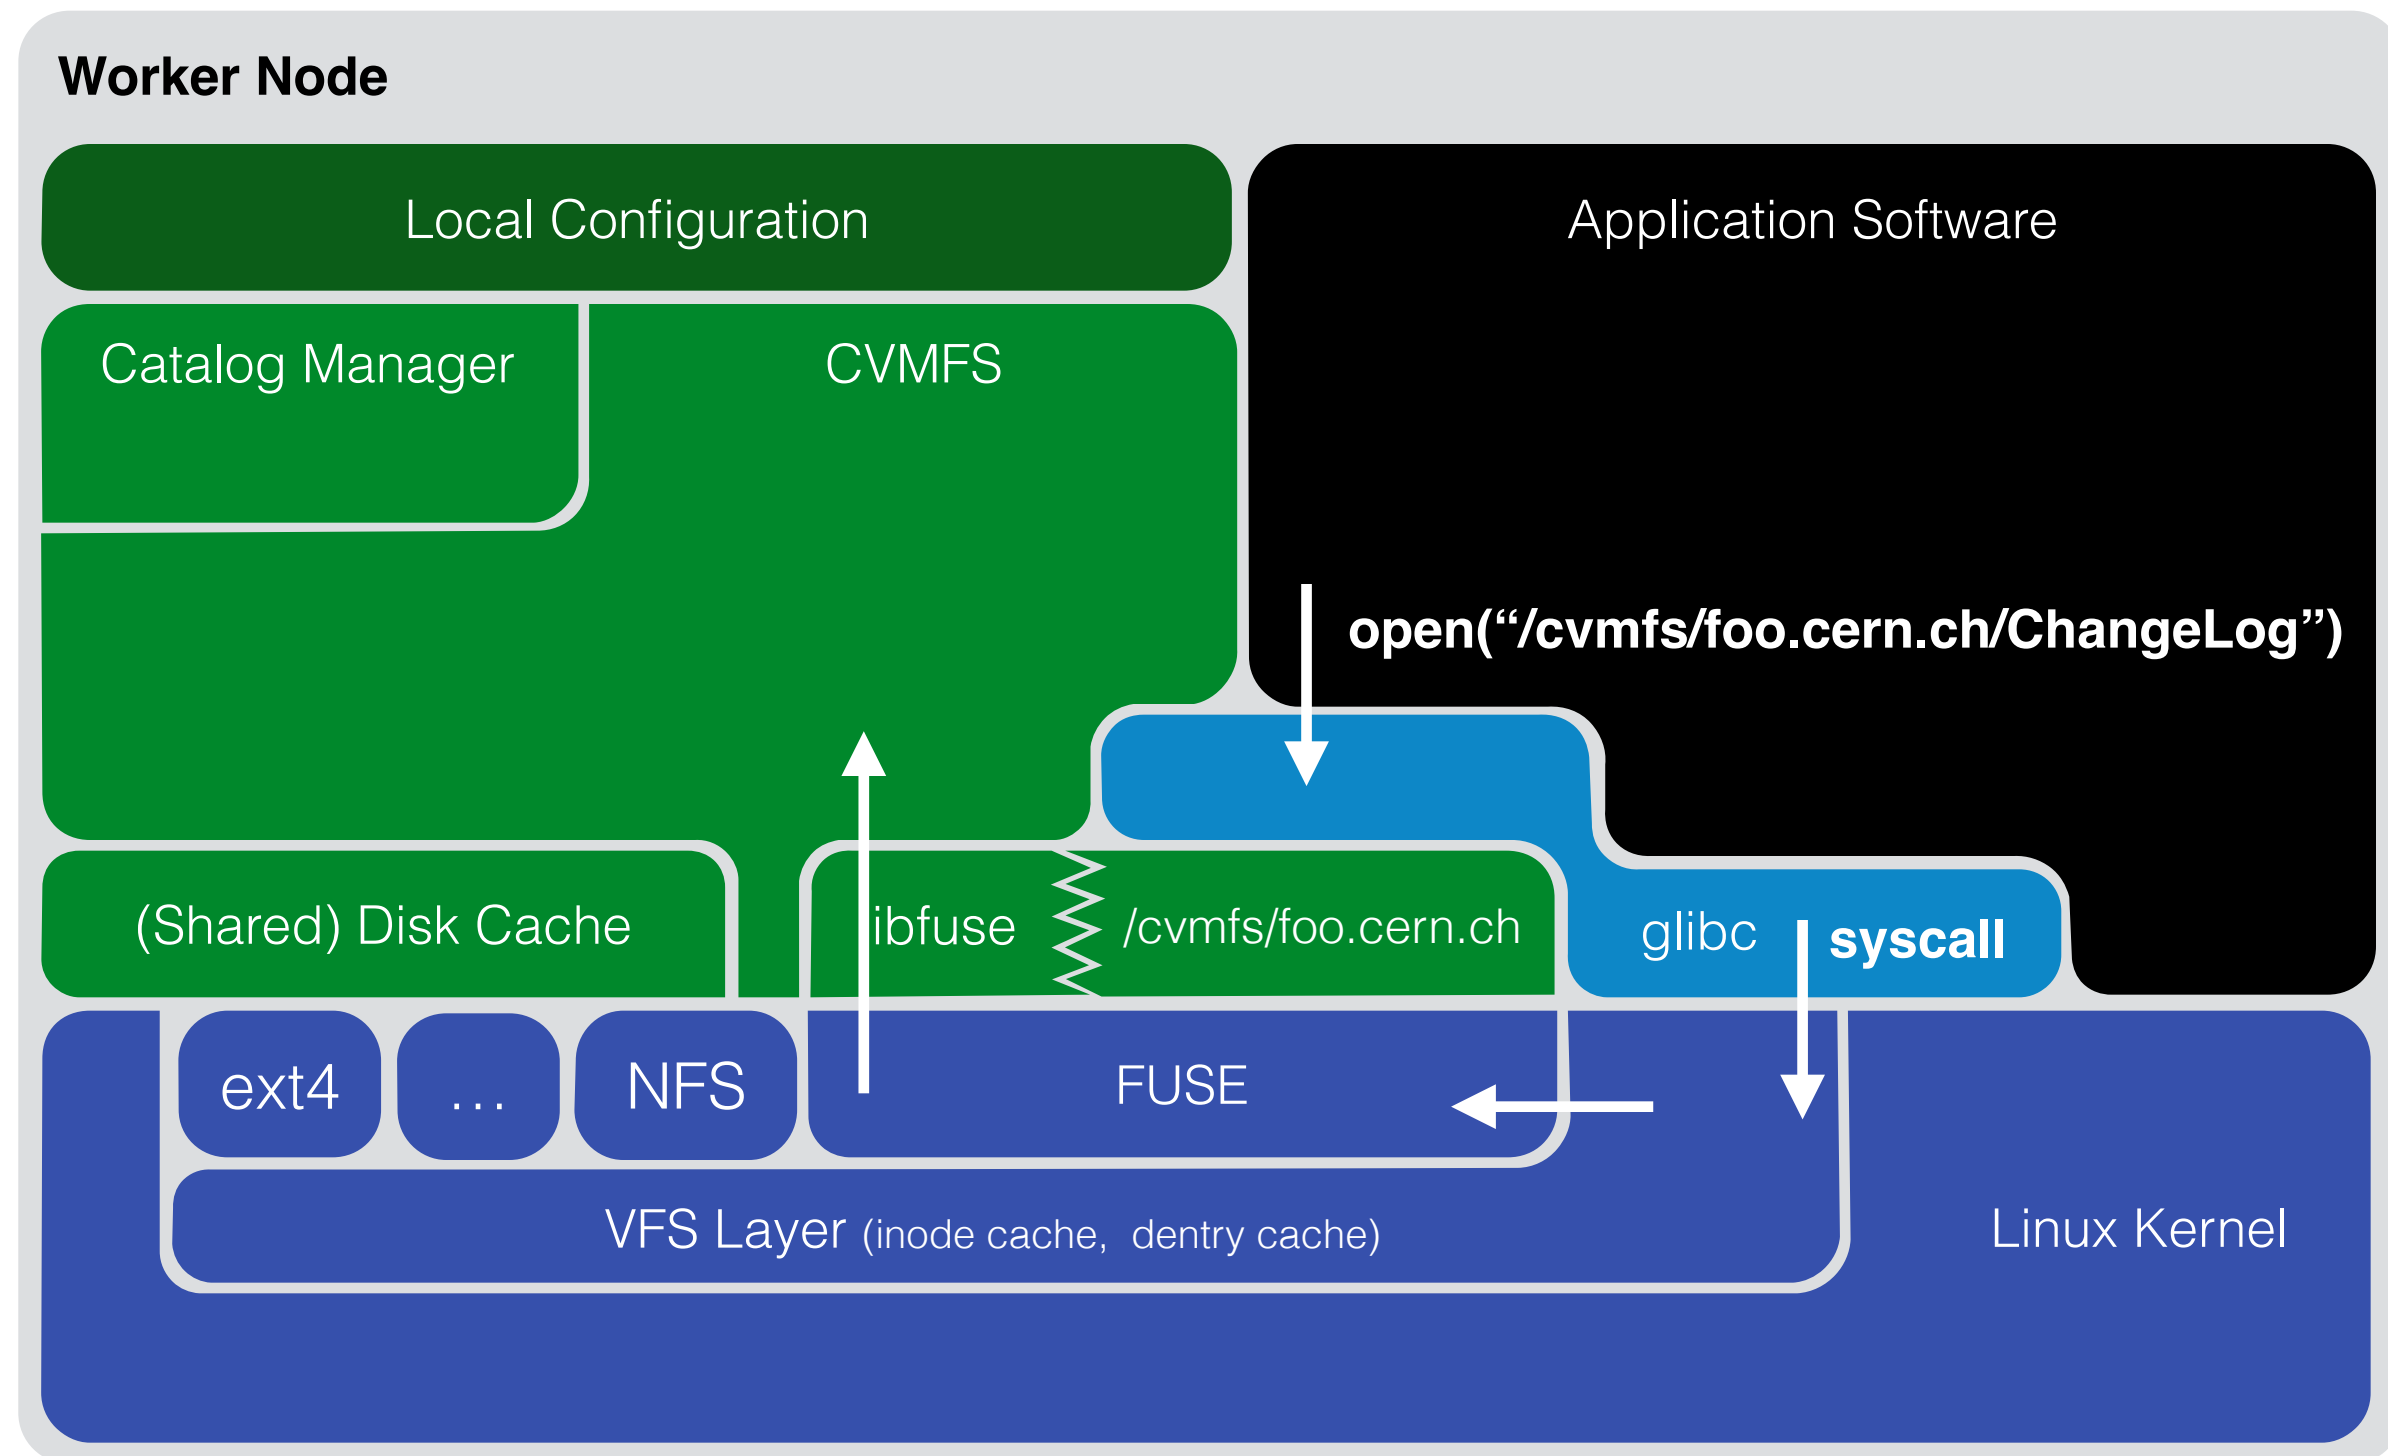 Worker Node
Local Configuration
Application Software
Catalog Manager
CVMFS
open(“/cvmfs/foo.cern.ch/ChangeLog”)
(Shared) Disk Cache
libfuse
/cvmfs/foo.cern.ch
glibc
syscall
ext4
...
NFS
FUSE
VFS Layer (inode cache, dentry cache)
Linux Kernel